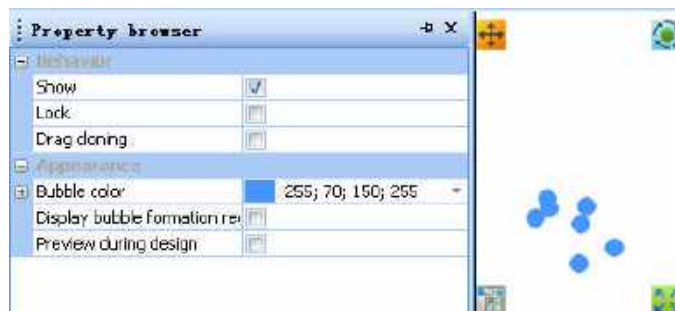 Property browser
Behavior
Show
Lock
Drag cloning
Appearance
Bubble color 255; 70; 150; 255
Display bubble formation re
Preview during design